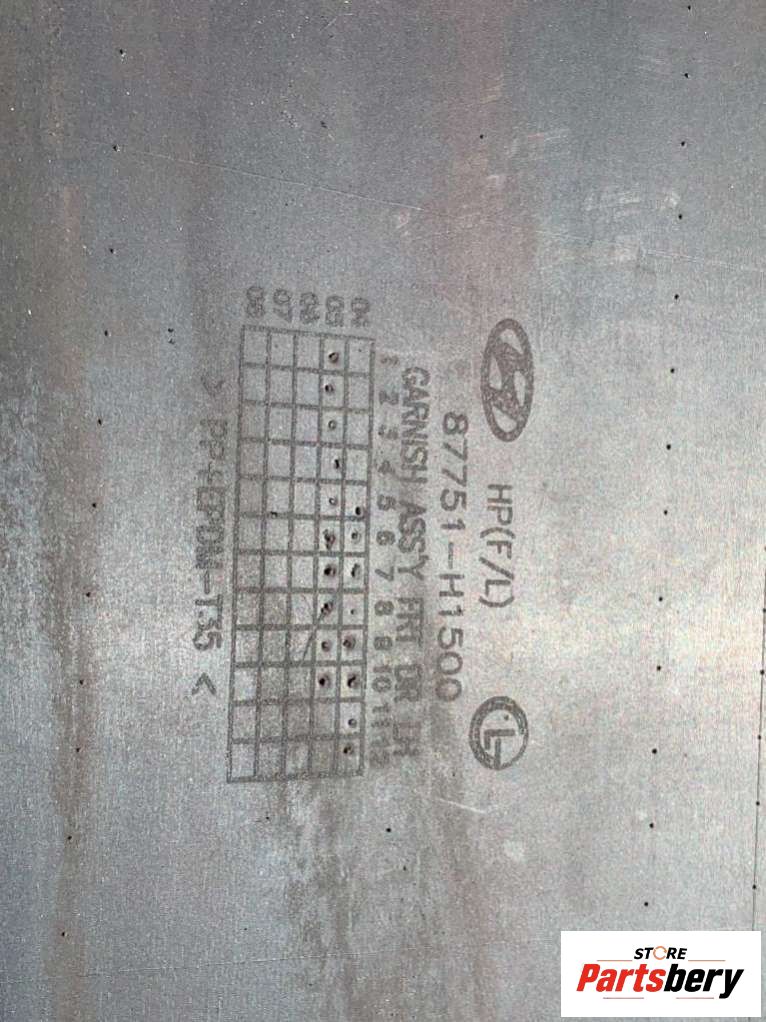 HP(F/L)
L
87751-H1500
GARNISH ASS'Y FRT DR LH
1 2 3 4 5 6 7 8 9 10 11 12
04
05
06
07
08
> PP+EPDM-T35 <
STORE
Partsbery